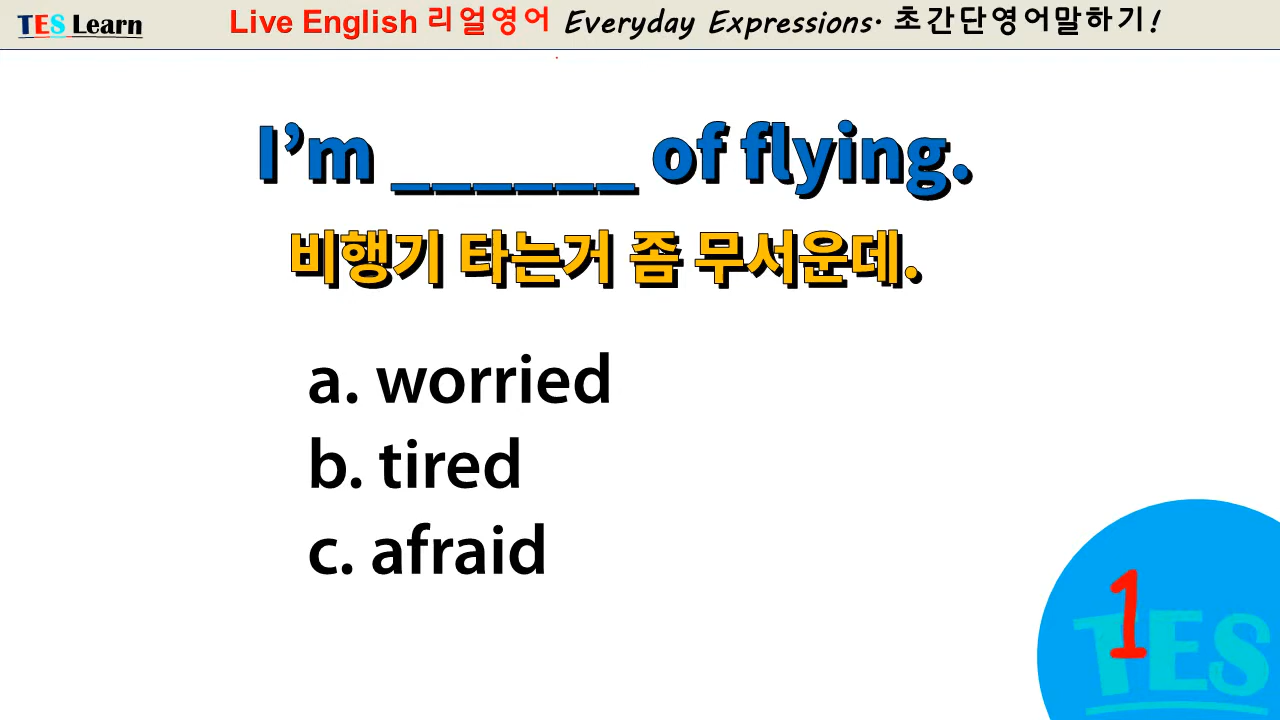 TES Learn Live English 리얼영어 Everyday Expressions· 초간단영어말하기!
I'm ______ of flying.
비행기 타는거 좀 무서운데.
a. worried
b. tired
c. afraid
1
TES